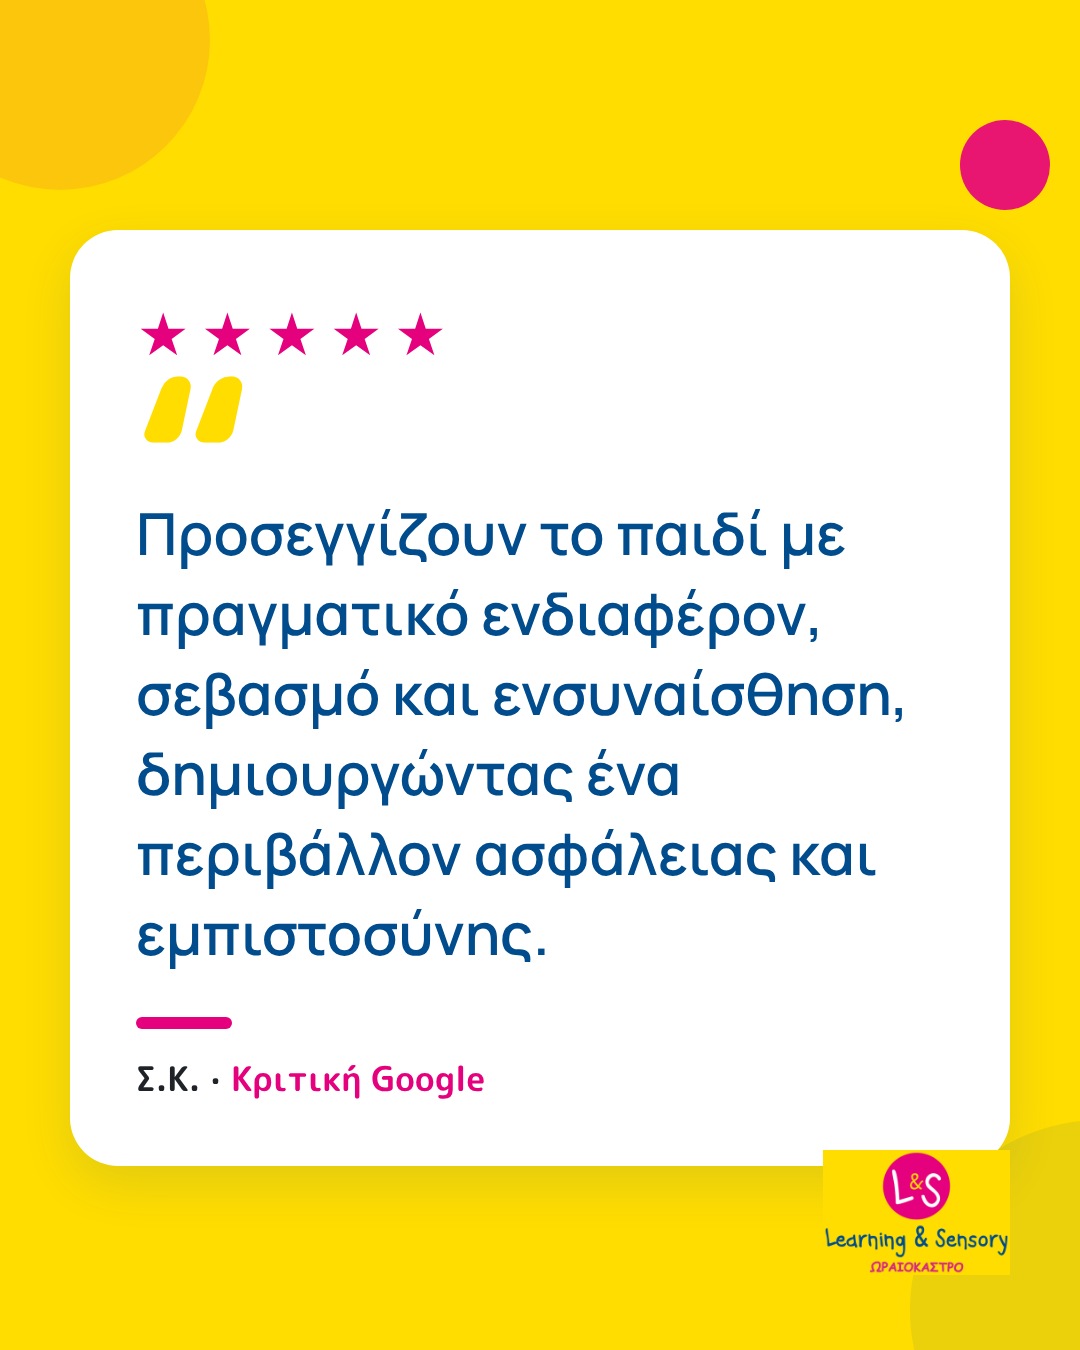 Προσεγγίζουν το παιδί με
πραγματικό ενδιαφέρον,
σεβασμό και ενσυναίσθηση,
δημιουργώντας ένα
περιβάλλον ασφάλειας και
εμπιστοσύνης.
Σ.Κ. · Κριτική Google
L&S
Learning & Sensory
ΩΡΑΙΟΚΑΣΤΡΟ